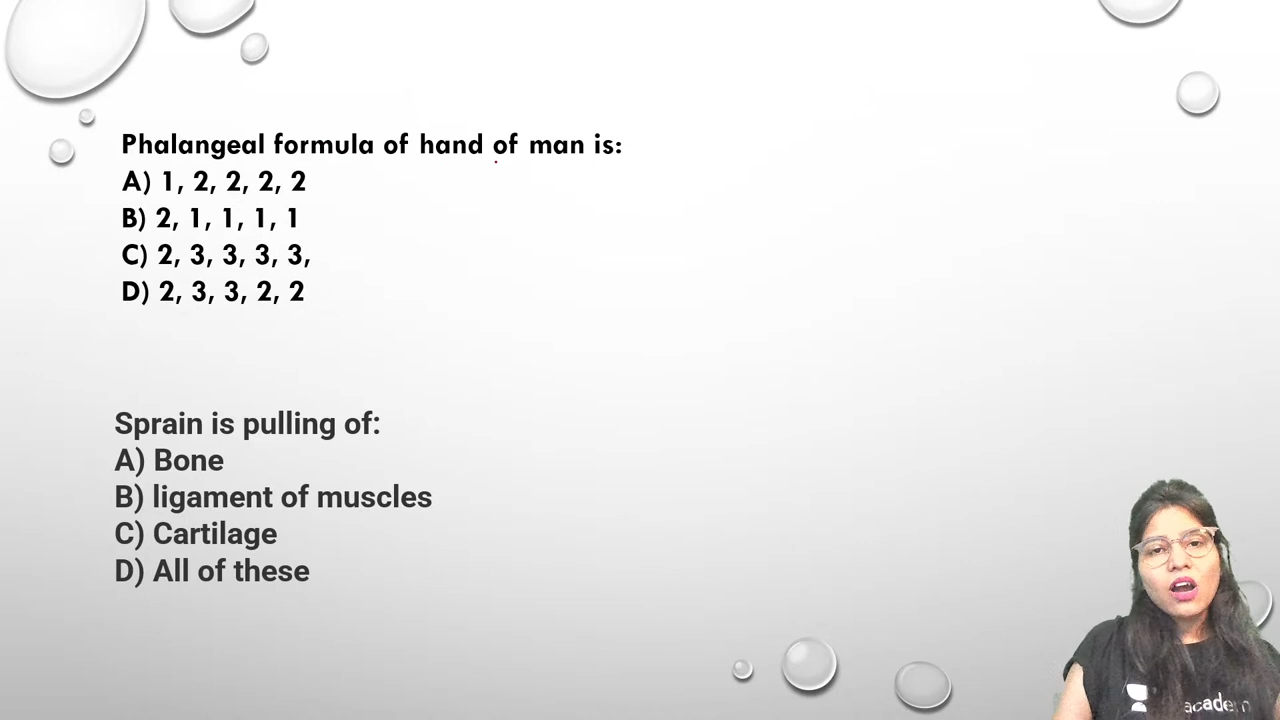 Phalangeal formula of hand of man is:
A) 1, 2, 2, 2, 2
B) 2, 1, 1, 1, 1
C) 2, 3, 3, 3, 3,
D) 2, 3, 3, 2, 2
Sprain is pulling of:
A) Bone
B) ligament of muscles
C) Cartilage
D) All of these